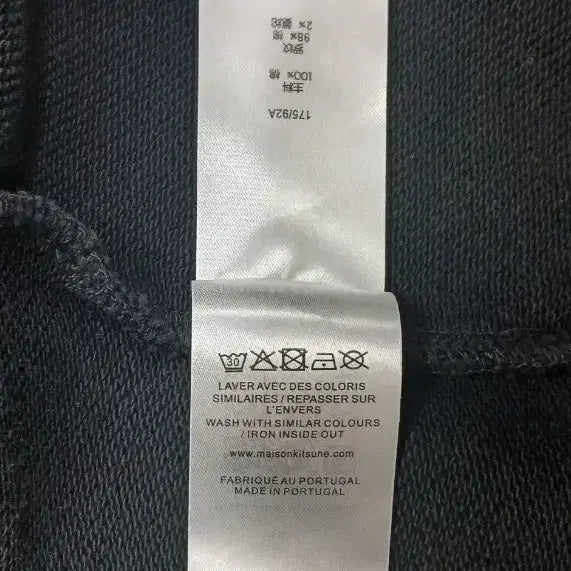 175/92A
主料
100% 棉
罗纹
98% 棉
2% 氨纶
30
LAVER AVEC DES COLORIS
SIMILAIRES / REPASSER SUR
L'ENVERS
WASH WITH SIMILAR COLOURS
/ IRON INSIDE OUT
www.maisonkitsune.com
FABRIQUÉ AU PORTUGAL
MADE IN PORTUGAL